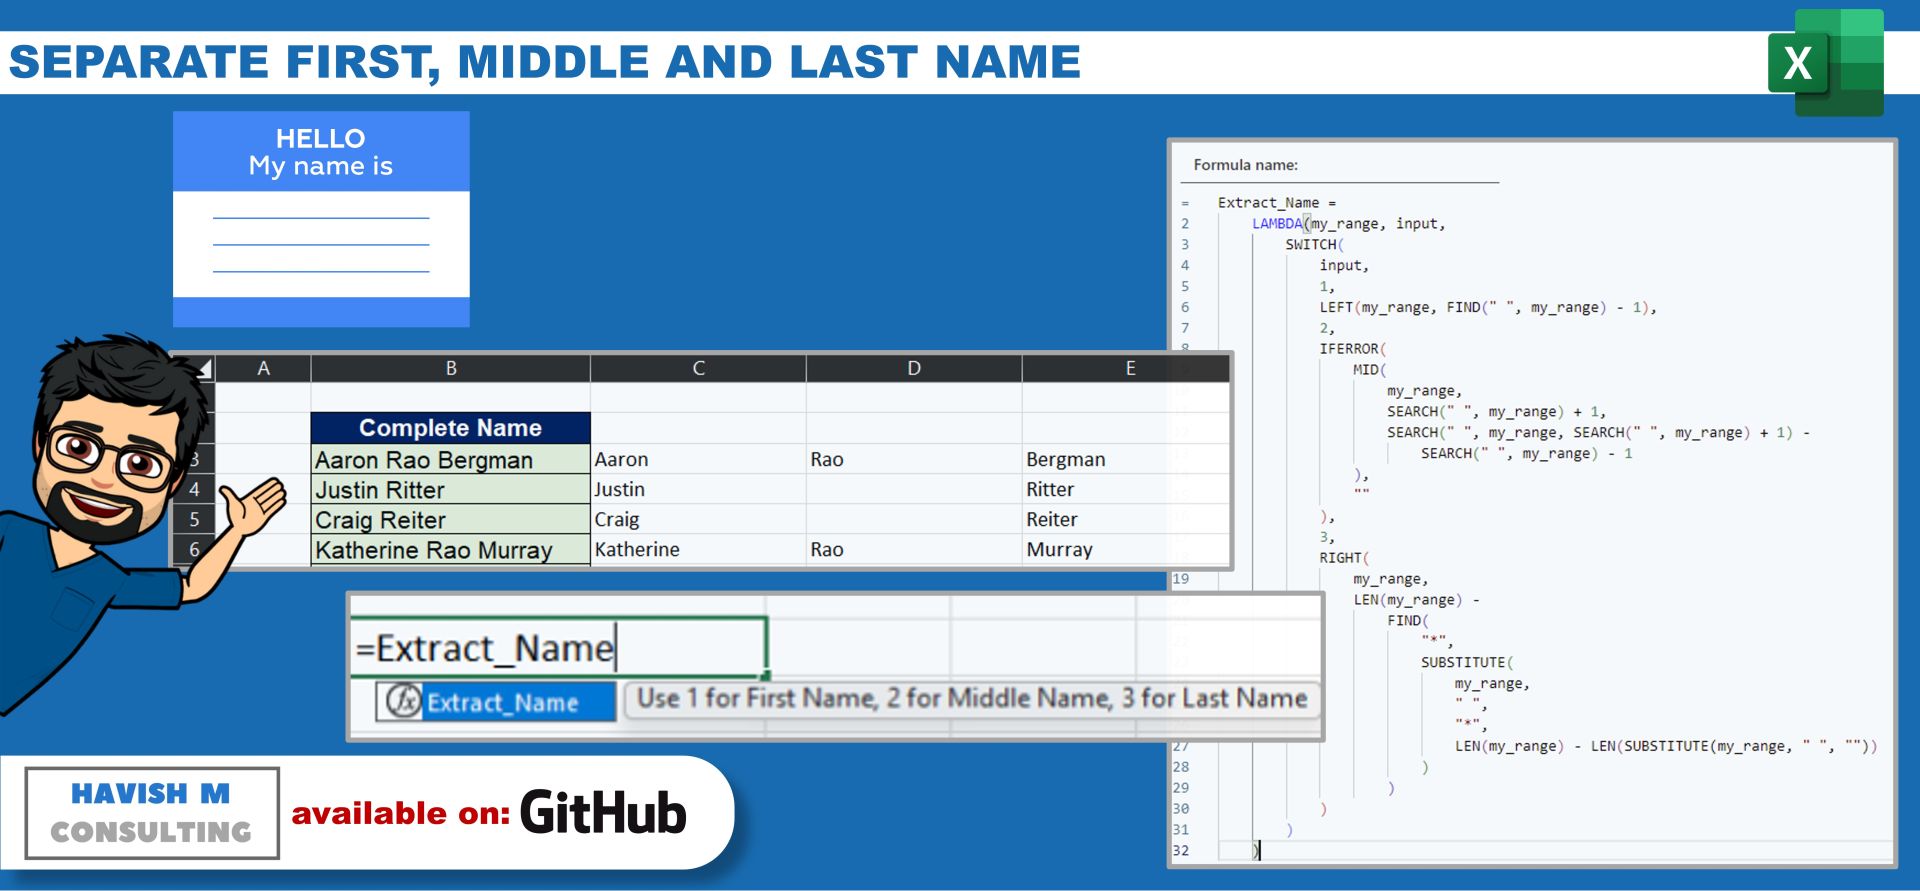 SEPARATE FIRST, MIDDLE AND LAST NAME
X
HELLO
My name is
A B C D E
Complete Name
3 Aaron Rao Bergman Aaron Rao Bergman
4 Justin Ritter Justin Ritter
5 Craig Reiter Craig Reiter
6 Katherine Rao Murray Katherine Rao Murray
=Extract_Name
fx Extract_Name Use 1 for First Name, 2 for Middle Name, 3 for Last Name
HAVISH M
CONSULTING
available on: GitHub
Formula name:
= Extract_Name =
2 LAMBDA(my_range, input,
3 SWITCH(
4 input,
5 1,
6 LEFT(my_range, FIND(" ", my_range) - 1),
7 2,
8 IFERROR(
MID(
my_range,
SEARCH(" ", my_range) + 1,
SEARCH(" ", my_range, SEARCH(" ", my_range) + 1) -
SEARCH(" ", my_range) - 1
),
""
),
3,
RIGHT(
19 my_range,
LEN(my_range) -
FIND(
"*",
SUBSTITUTE(
my_range,
" ",
"*",
27 LEN(my_range) - LEN(SUBSTITUTE(my_range, " ", ""))
28 )
29 )
30 )
31 )
32 )